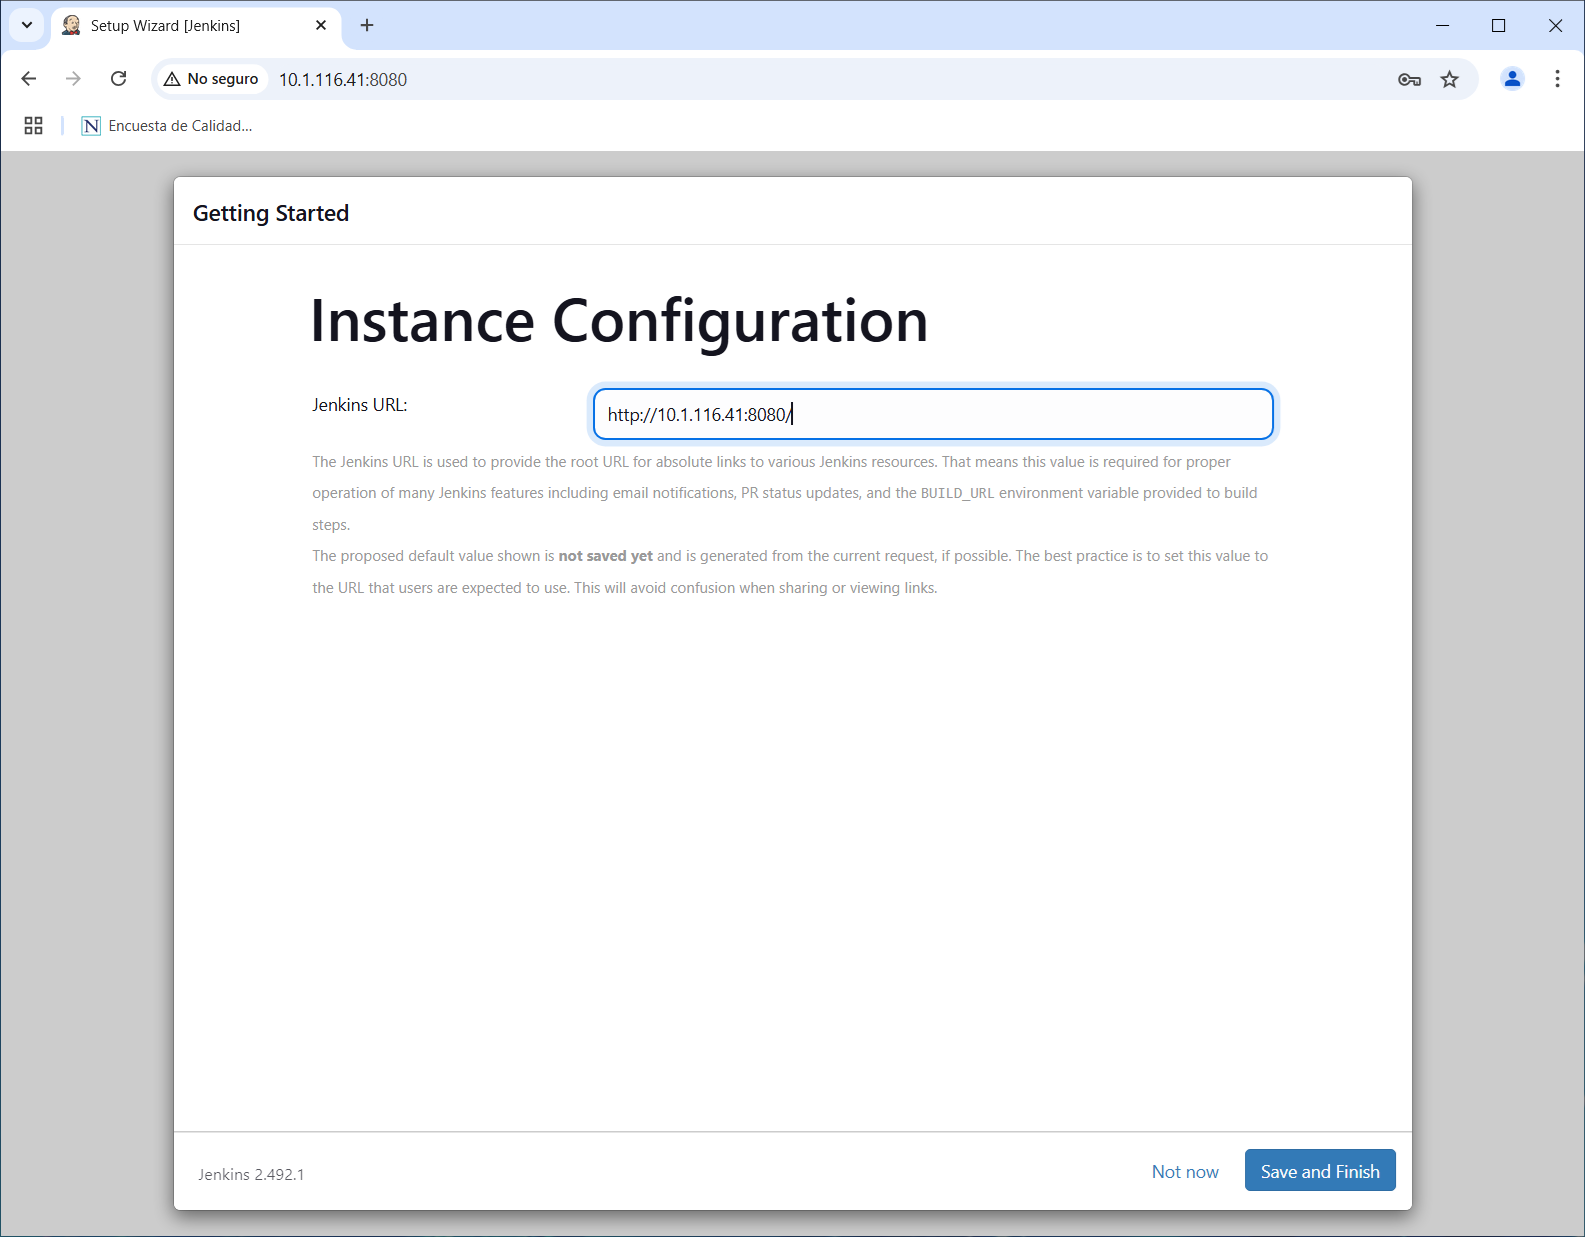 Setup Wizard [Jenkins]
No seguro
10.1.116.41:8080
Encuesta de Calidad...
Getting Started
Instance Configuration
Jenkins URL:
http://10.1.116.41:8080/
The Jenkins URL is used to provide the root URL for absolute links to various Jenkins resources. That means this value is required for proper
operation of many Jenkins features including email notifications, PR status updates, and the BUILD_URL environment variable provided to build
steps.
The proposed default value shown is not saved yet and is generated from the current request, if possible. The best practice is to set this value to
the URL that users are expected to use. This will avoid confusion when sharing or viewing links.
Jenkins 2.492.1
Not now
Save and Finish